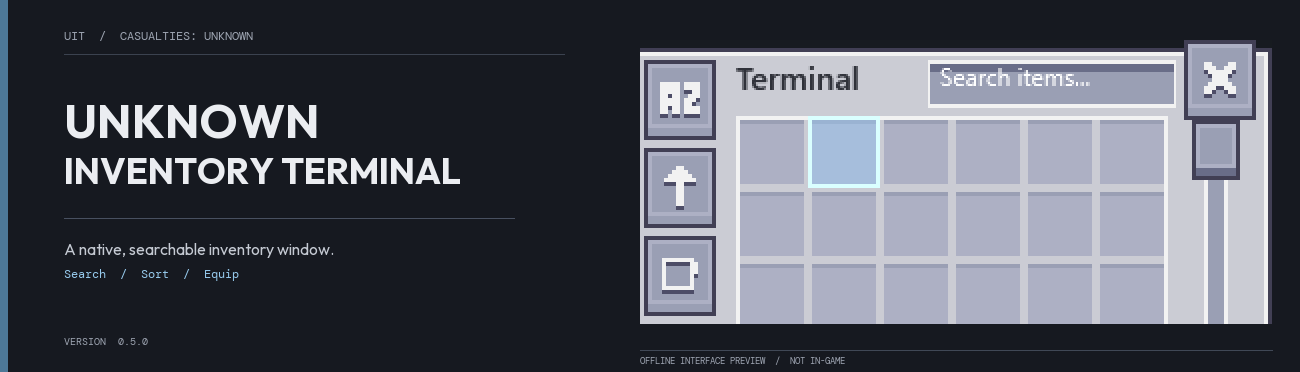 UIT / CASUALTIES: UNKNOWN
UNKNOWN
INVENTORY TERMINAL
A native, searchable inventory window.
Search / Sort / Equip
VERSION 0.5.0
AZ
Terminal
Search items...
OFFLINE INTERFACE PREVIEW / NOT IN-GAME